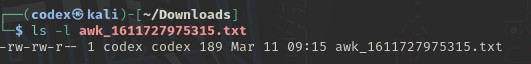 ┌──(codex㉿kali)-[~/Downloads]
└─$ ls -l awk_1611727975315.txt
-rw-rw-r-- 1 codex codex 189 Mar 11 09:15 awk_1611727975315.txt